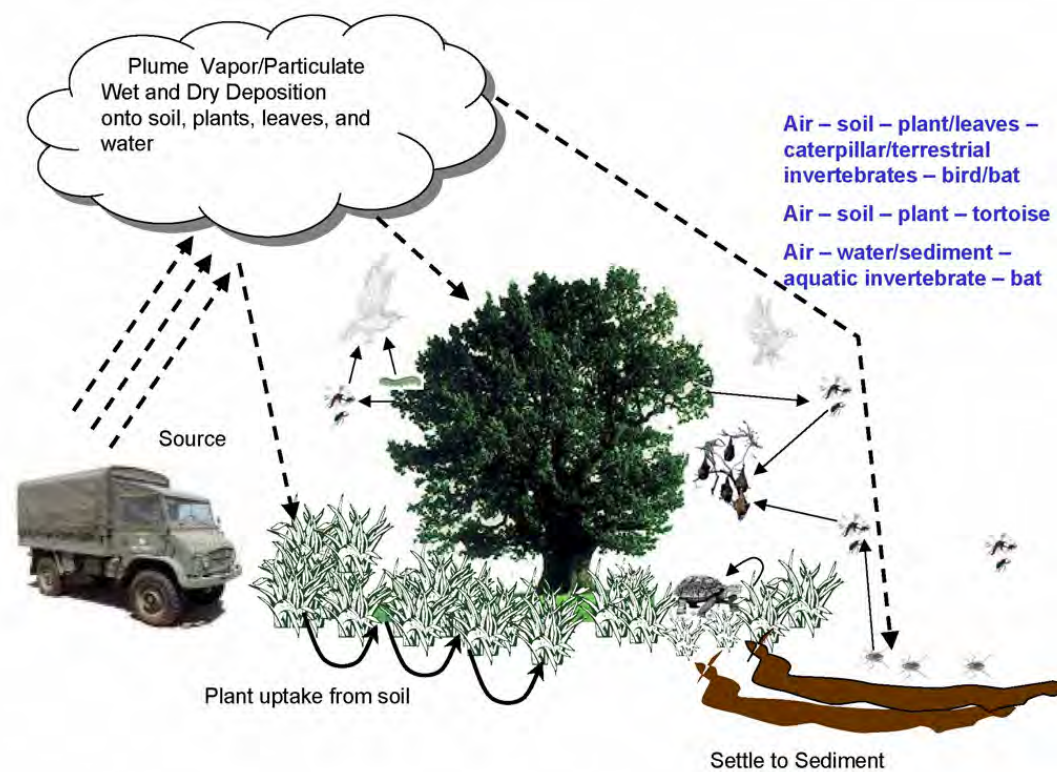 Plume Vapor/Particulate
Wet and Dry Deposition
onto soil, plants, leaves, and
water
Air – soil – plant/leaves –
caterpillar/terrestrial
invertebrates – bird/bat
Air – soil – plant – tortoise
Air – water/sediment –
aquatic invertebrate – bat
Source
Plant uptake from soil
Settle to Sediment